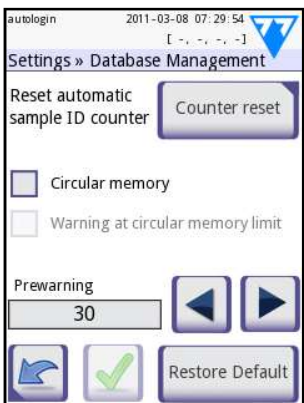 autologin 2011-03-08 07:29:54
[ -, -, -, -]
Settings » Database Management
Reset automatic
sample ID counter
Counter reset
Circular memory
Warning at circular memory limit
Prewarning
30
Restore Default